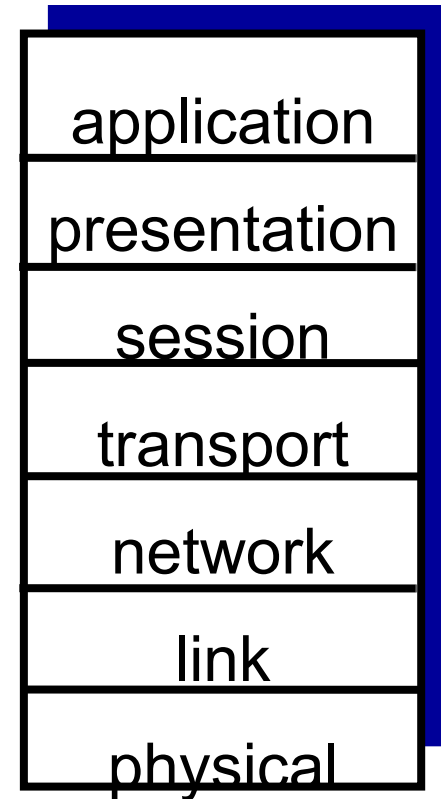 application
presentation
session
transport
network
link
physical